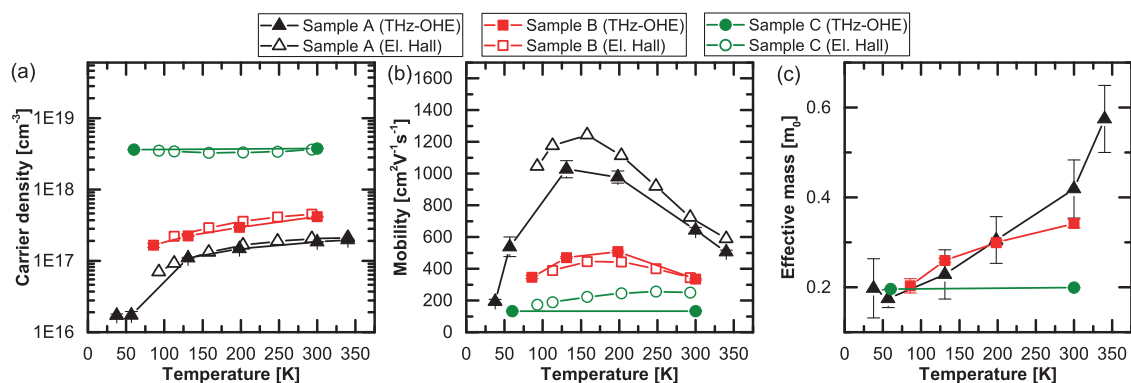 Sample A (THz-OHE) Sample B (THz-OHE) Sample C (THz-OHE)
Sample A (El. Hall) Sample B (El. Hall) Sample C (El. Hall)
(a)
Carrier density [cm-3]
1E19
1E18
1E17
1E16
0 50 100 150 200 250 300 350
Temperature [K]
(b)
Mobility [cm2V-1s-1]
1600
1400
1200
1000
800
600
400
200
0
0 50 100 150 200 250 300 350
Temperature [K]
(c)
Effective mass [m0]
0.6
0.4
0.2
0 50 100 150 200 250 300 350
Temperature [K]